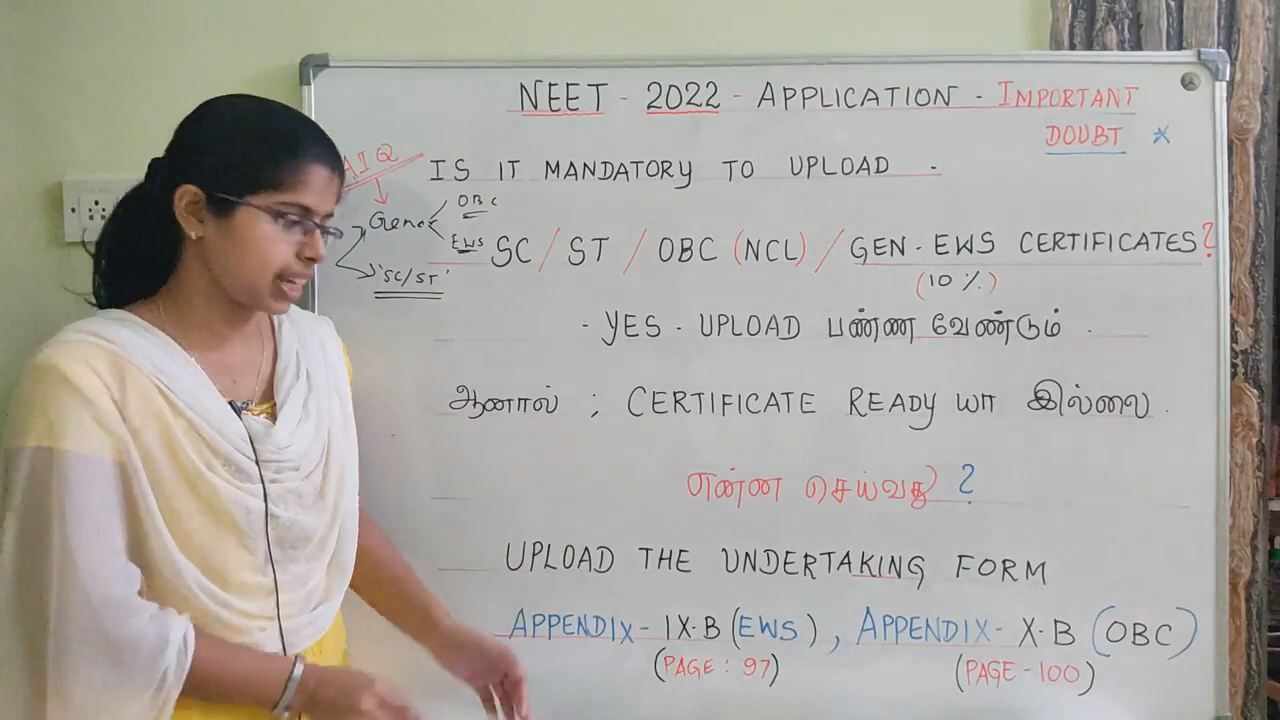 NEET - 2022 - APPLICATION - IMPORTANT
DOUBT *
IS IT MANDATORY TO UPLOAD -
SC / ST / OBC (NCL) / GEN - EWS CERTIFICATES?
(10 %)
- YES - UPLOAD பண்ண வேண்டும் .
ஆனால் ; CERTIFICATE READY யா இல்லை .
என்ன செய்வது ?
UPLOAD THE UNDERTAKING FORM
APPENDIX - IX-B (EWS) , APPENDIX - X-B (OBC)
(PAGE : 97) (PAGE - 100)
AIQ
OBC
EWS
'SC/ST'